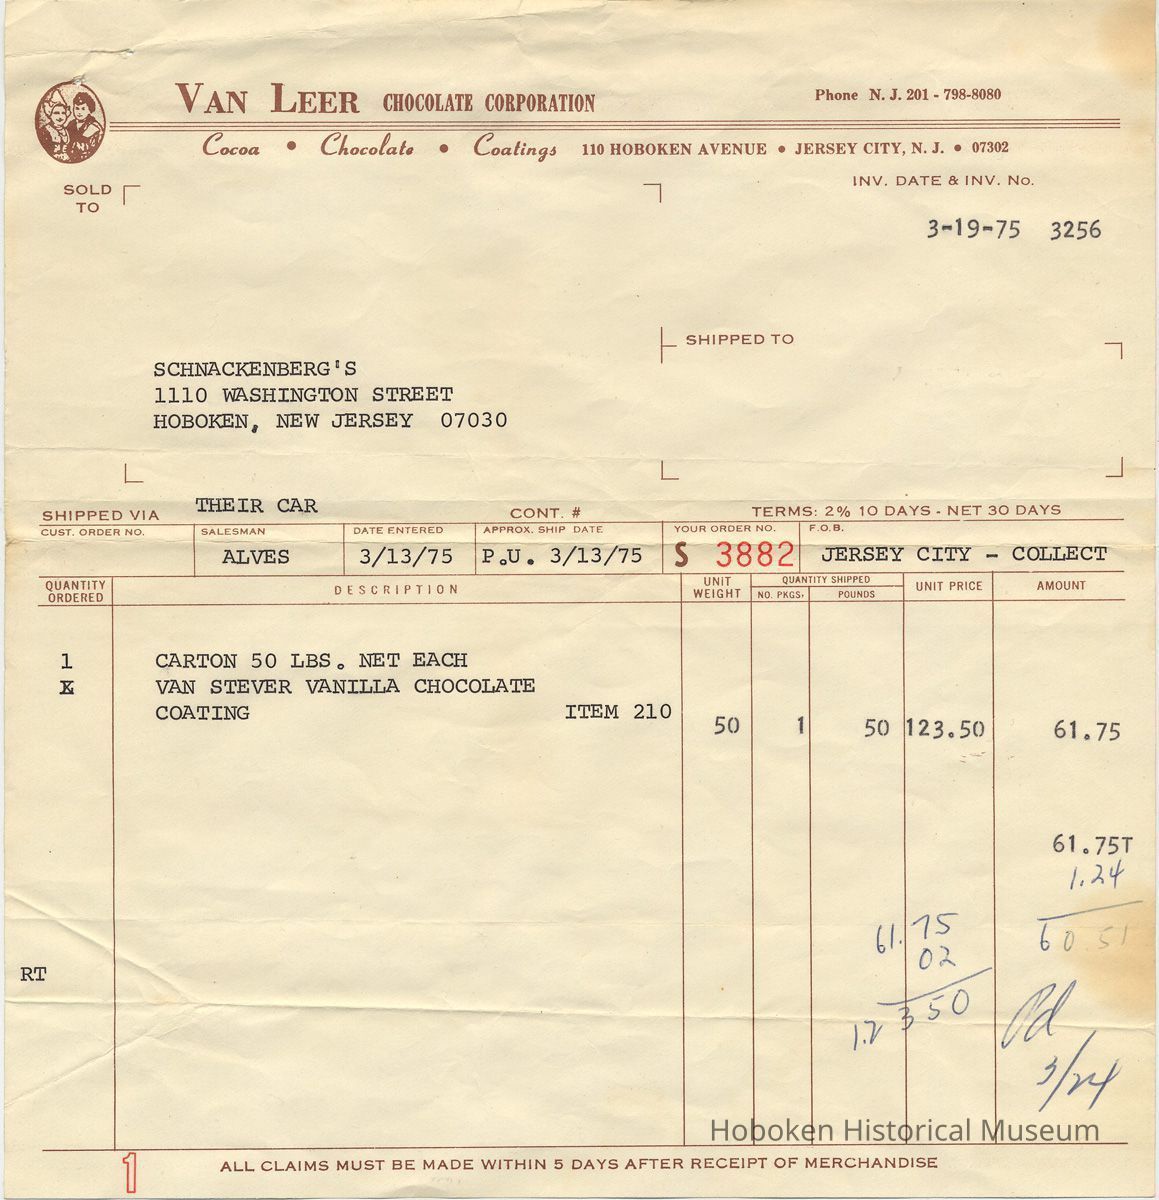 VAN LEER CHOCOLATE CORPORATION
Phone N. J. 201 - 798-8080
Cocoa • Chocolate • Coatings 110 HOBOKEN AVENUE • JERSEY CITY, N. J. • 07302
SOLD TO
INV. DATE & INV. No.
3-19-75 3256
SHIPPED TO
SCHNACKENBERG'S
1110 WASHINGTON STREET
HOBOKEN, NEW JERSEY 07030
SHIPPED VIA THEIR CAR CONT. # TERMS: 2% 10 DAYS - NET 30 DAYS
CUST. ORDER NO. SALESMAN DATE ENTERED APPROX. SHIP DATE YOUR ORDER NO. F.O.B.
ALVES 3/13/75 P.U. 3/13/75 S 3882 JERSEY CITY - COLLECT
QUANTITY ORDERED DESCRIPTION UNIT WEIGHT QUANTITY SHIPPED UNIT PRICE AMOUNT
NO. PKGS. POUNDS
1 CARTON 50 LBS. NET EACH
VAN STEVER VANILLA CHOCOLATE
COATING ITEM 210
50 1 50 123.50 61.75
61.75T
1.24
61.75 60.51
02
RT
1.2350
Pd
3/24
Hoboken Historical Museum
1 ALL CLAIMS MUST BE MADE WITHIN 5 DAYS AFTER RECEIPT OF MERCHANDISE